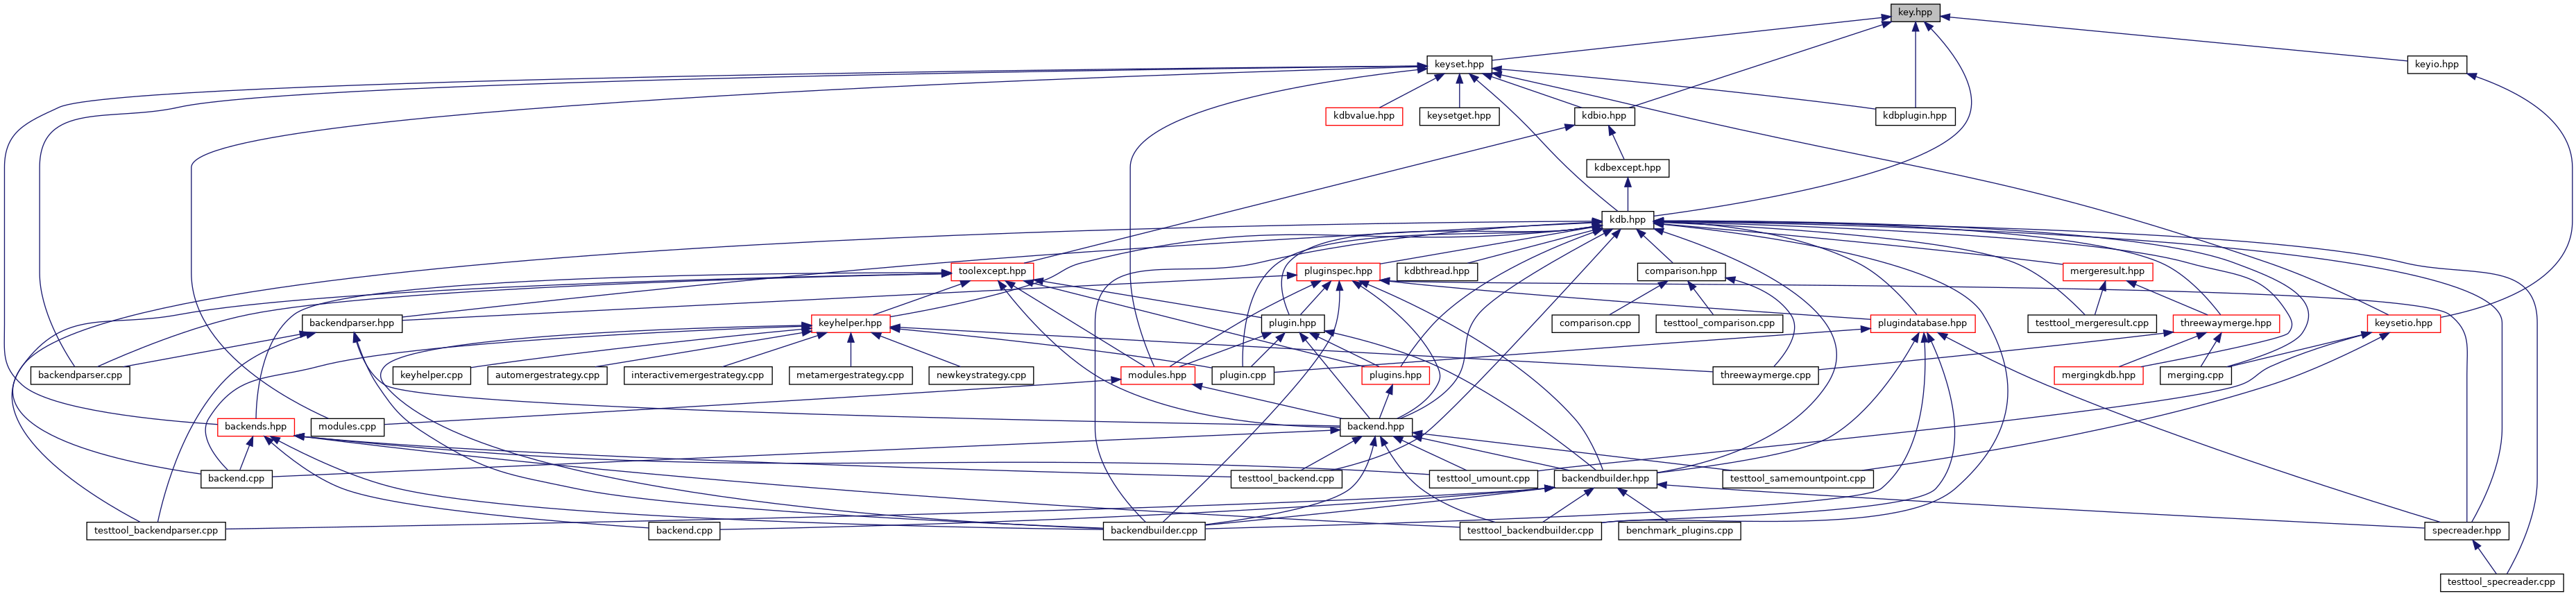 key.hpp
keyset.hpp
keyio.hpp
kdbvalue.hpp
keysetget.hpp
kdbio.hpp
kdbplugin.hpp
kdbexcept.hpp
kdb.hpp
toolexcept.hpp
pluginspec.hpp
kdbthread.hpp
comparison.hpp
mergeresult.hpp
backendparser.hpp
keyhelper.hpp
plugin.hpp
comparison.cpp
testtool_comparison.cpp
plugindatabase.hpp
testtool_mergeresult.cpp
threewaymerge.hpp
keysetio.hpp
backendparser.cpp
keyhelper.cpp
automergestrategy.cpp
interactivemergestrategy.cpp
metamergestrategy.cpp
newkeystrategy.cpp
modules.hpp
plugin.cpp
plugins.hpp
threewaymerge.cpp
mergingkdb.hpp
merging.cpp
backends.hpp
modules.cpp
backend.hpp
backend.cpp
testtool_backend.cpp
testtool_umount.cpp
backendbuilder.hpp
testtool_samemountpoint.cpp
testtool_backendparser.cpp
backend.cpp
backendbuilder.cpp
testtool_backendbuilder.cpp
benchmark_plugins.cpp
specreader.hpp
testtool_specreader.cpp